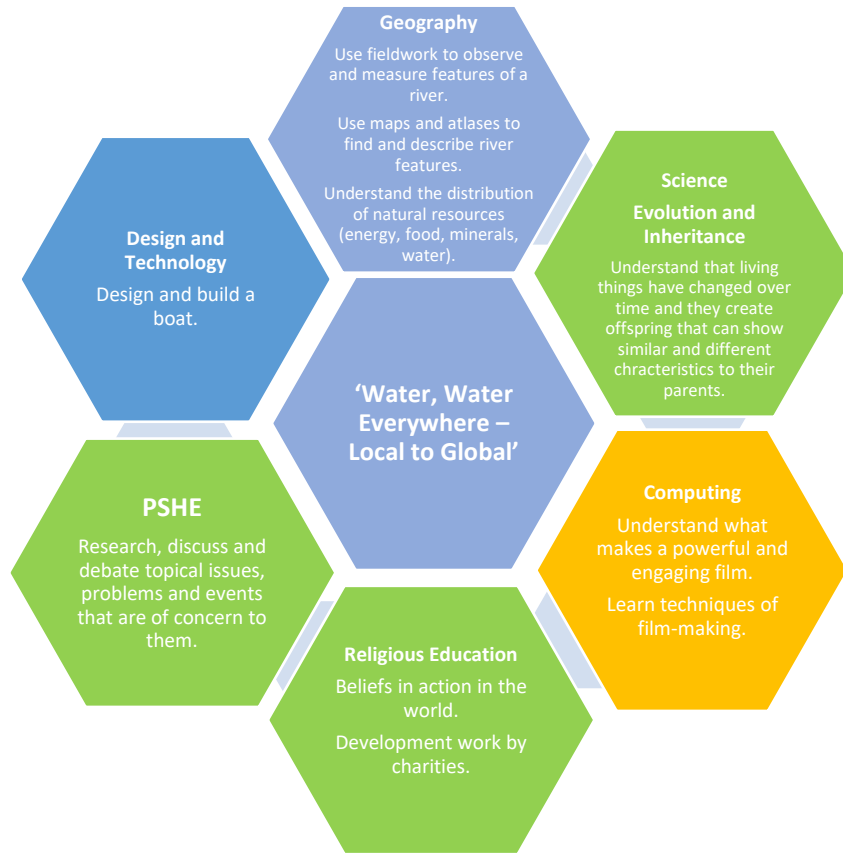 Geography
Use fieldwork to observe
and measure features of a
river.
Use maps and atlases to
find and describe river
features.
Understand the distribution
of natural resources
(energy, food, minerals,
water).
Science
Evolution and
Inheritance
Understand that living
things have changed over
time and they create
offspring that can show
similar and different
chracteristics to their
parents.
Design and
Technology
Design and build a
boat.
‘Water, Water
Everywhere –
Local to Global’
Computing
Understand what
makes a powerful and
engaging film.
Learn techniques of
film-making.
PSHE
Research, discuss and
debate topical issues,
problems and events
that are of concern to
them.
Religious Education
Beliefs in action in the
world.
Development work by
charities.